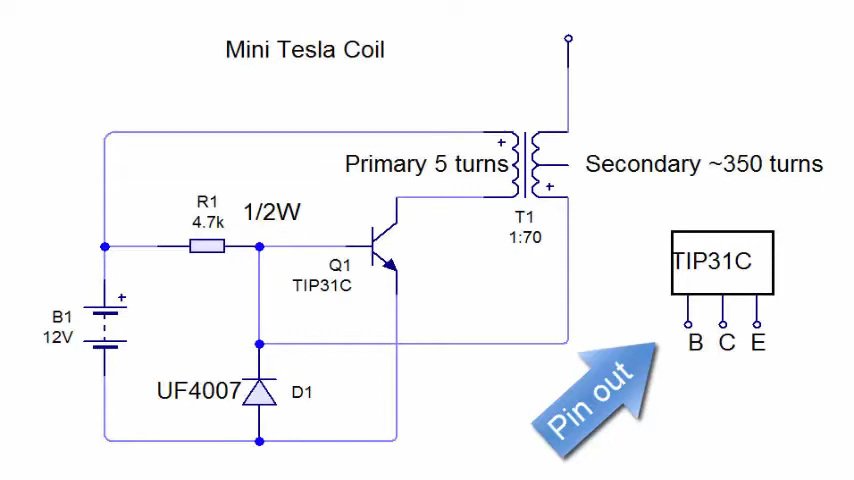 Mini Tesla Coil
+
Primary 5 turns
Secondary ~350 turns
+
R1
4.7k
1/2W
T1
1:70
Q1
TIP31C
TIP31C
+
B1
12V
B C E
UF4007
D1
Pin out